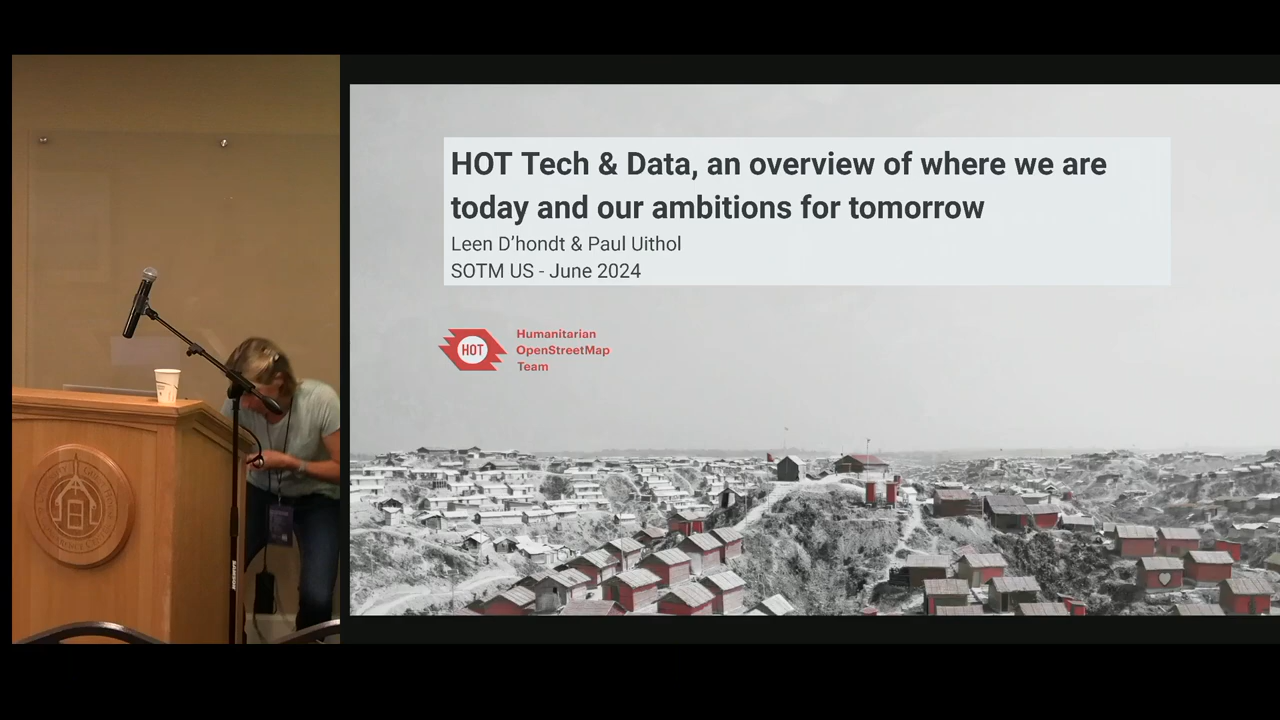 HOT Tech & Data, an overview of where we are
today and our ambitions for tomorrow
Leen D'hondt & Paul Uithol
SOTM US - June 2024
HOT
Humanitarian
OpenStreetMap
Team
SAMSON